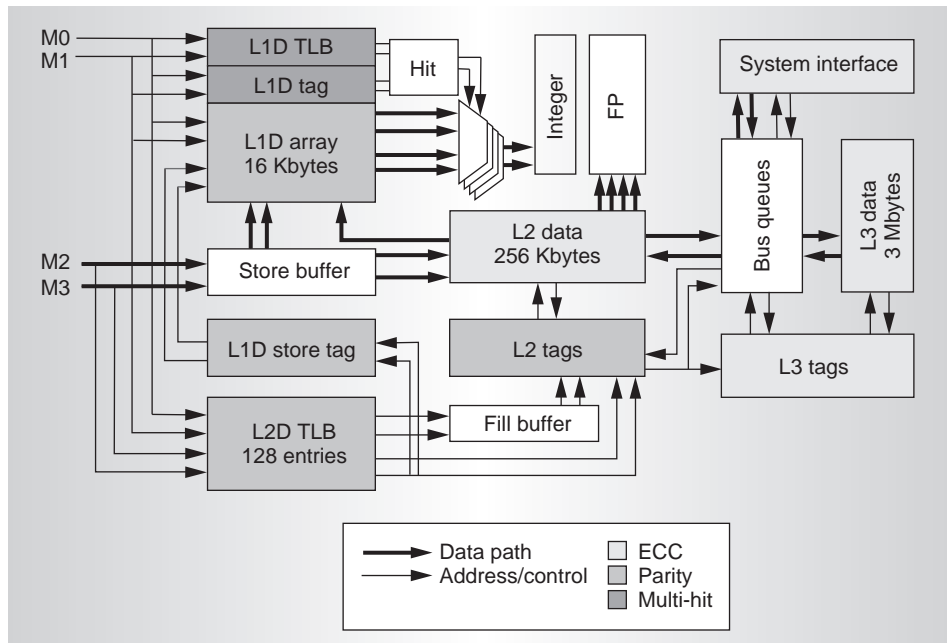 M0
M1
L1D TLB
L1D tag
L1D array
16 Kbytes
Hit
Integer
FP
System interface
Bus queues
L3 data
3 Mbytes
L2 data
256 Kbytes
M2
M3
Store buffer
L1D store tag
L2 tags
L3 tags
L2D TLB
128 entries
Fill buffer
Data path
Address/control
ECC
Parity
Multi-hit